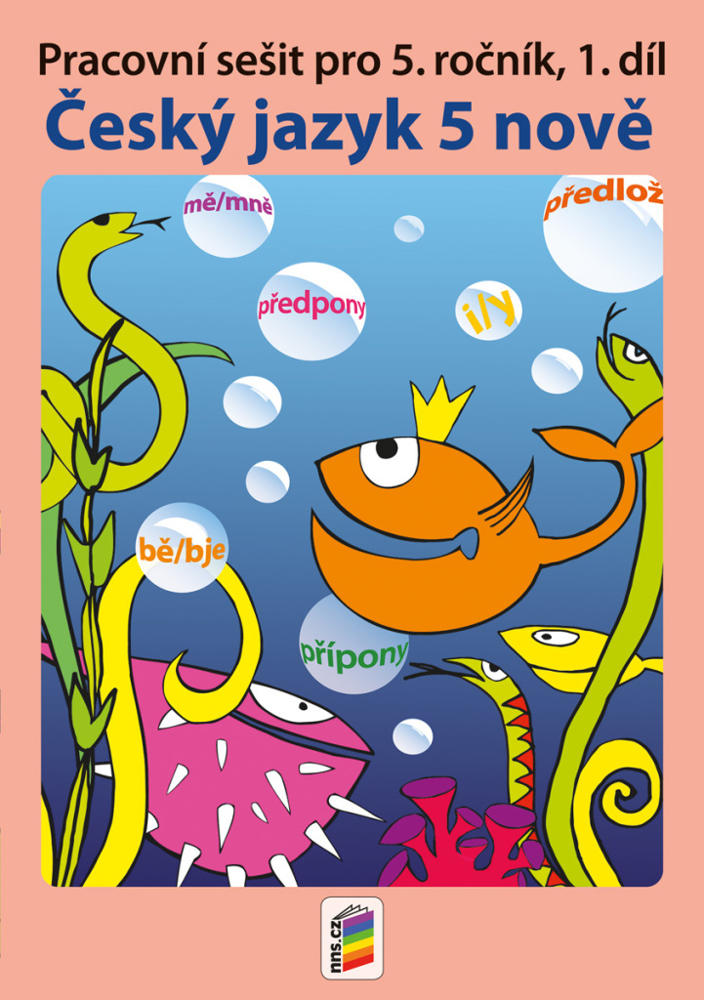 Pracovní sešit pro 5. ročník, 1. díl
Český jazyk 5 nově
mě/mně
předlož
předpony
i/y
bě/bje
přípony
nns.cz